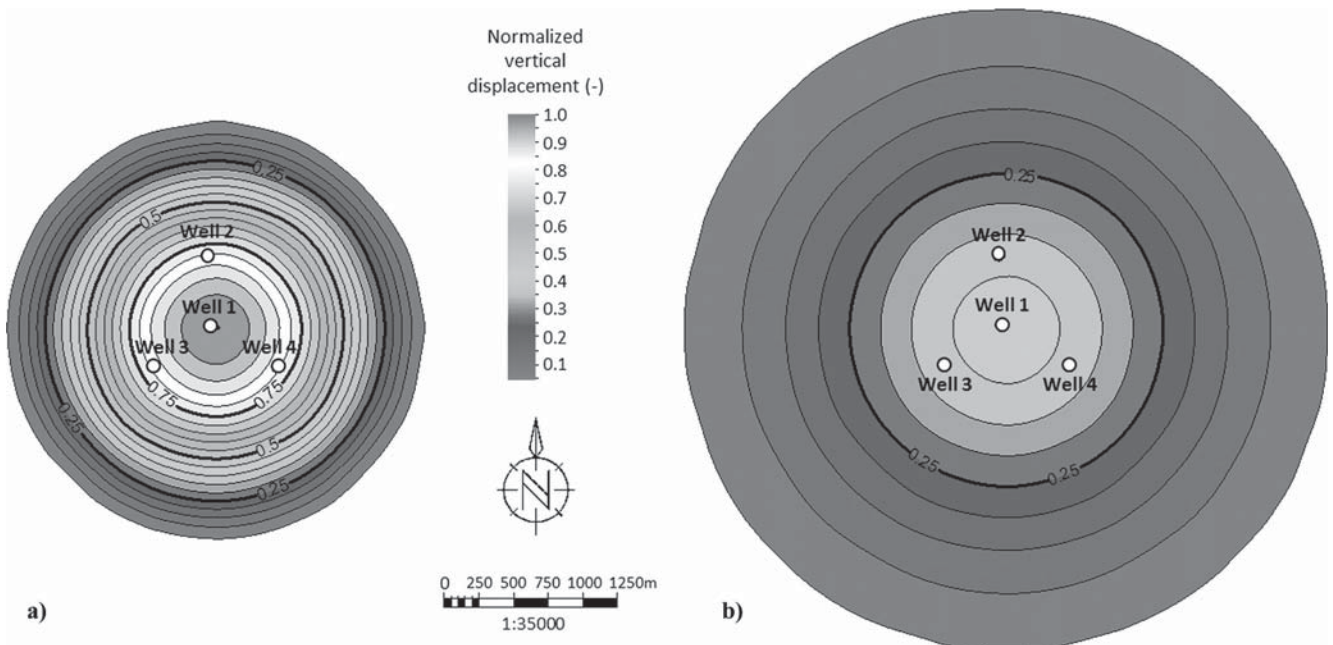 Normalized
vertical
displacement (-)
1.0
0.9
0.8
0.7
0.6
0.5
0.4
0.3
0.2
0.1
0.25
0.5
Well 2
Well 1
Well 3
Well 4
0.75
0.75
0.5
0.25
0.25
0.25
Well 2
Well 1
Well 3
Well 4
0.25
0.25
N
0 250 500 750 1000 1250m
1:35000
a)
b)